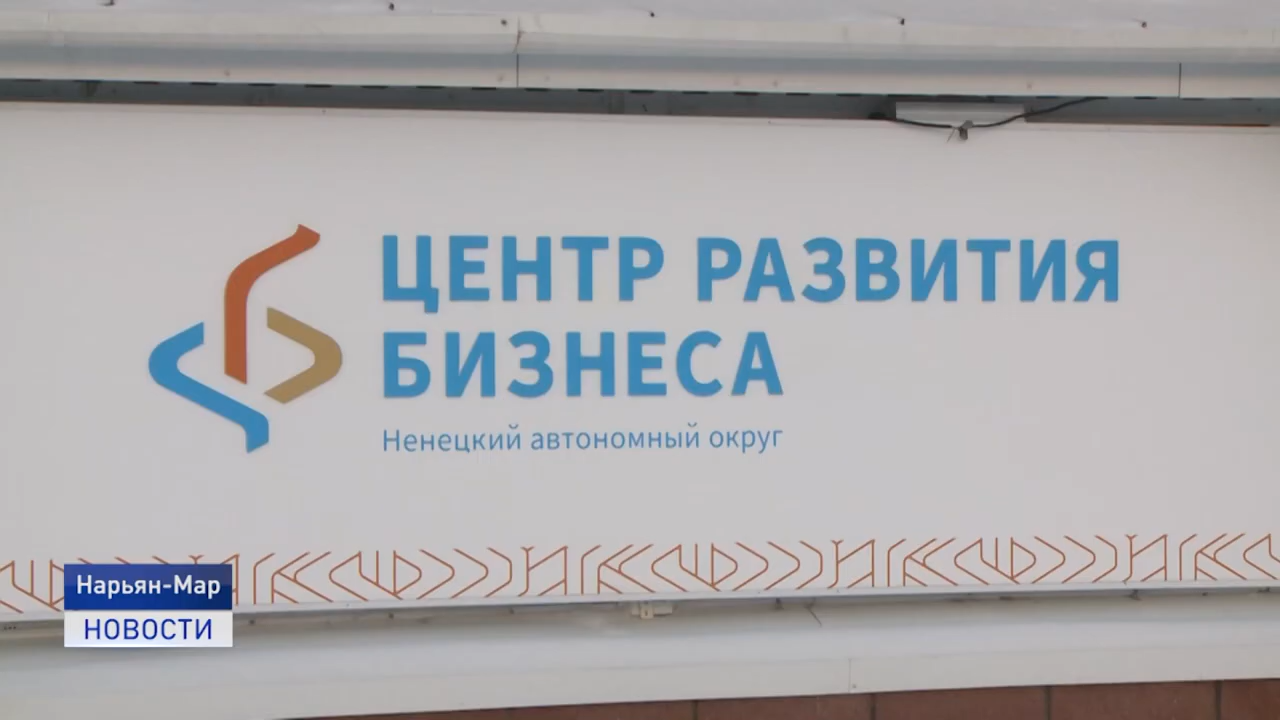 ЦЕНТР РАЗВИТИЯ
БИЗНЕСА
Ненецкий автономный округ
Нарьян-Мар
НОВОСТИ